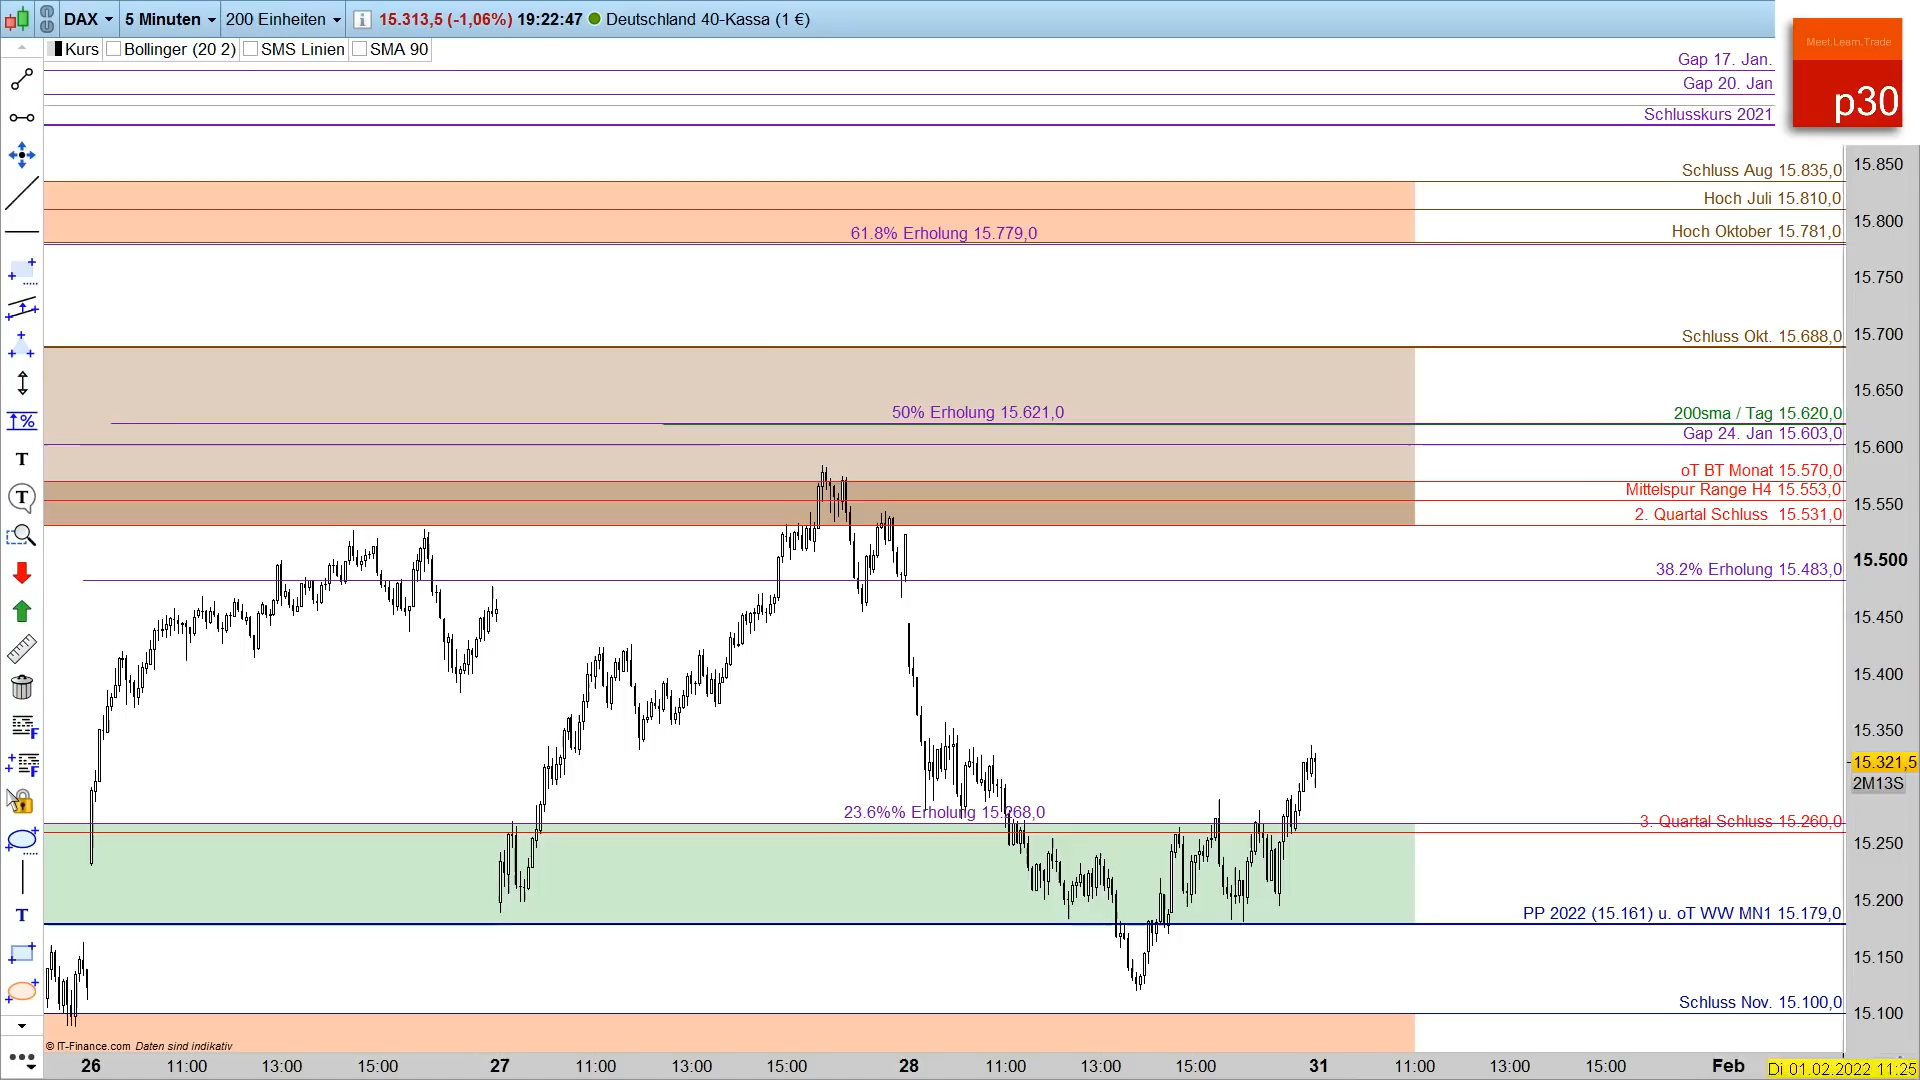 DAX 5 Minuten 200 Einheiten 15.313,5 (-1,06%) 19:22:47 Deutschland 40-Kassa (1 €)
Kurs Bollinger (20 2) SMS Linien SMA 90
Meet.Learn.Trade
p30
Gap 17. Jan.
Gap 20. Jan
Schlusskurs 2021
15.850
Schluss Aug 15.835,0
Hoch Juli 15.810,0
15.800
61.8% Erholung 15.779,0
Hoch Oktober 15.781,0
15.750
Schluss Okt. 15.688,0
15.700
15.650
50% Erholung 15.621,0
200sma / Tag 15.620,0
Gap 24. Jan 15.603,0
15.600
oT BT Monat 15.570,0
Mittelspur Range H4 15.553,0
15.550
2. Quartal Schluss 15.531,0
15.500
38.2% Erholung 15.483,0
15.450
15.400
15.350
15.321,5
2M13S
23.6%% Erholung 15.268,0
3. Quartal Schluss 15.260,0
15.250
15.200
PP 2022 (15.161) u. oT WW MN1 15.179,0
15.150
Schluss Nov. 15.100,0
15.100
© IT-Finance.com Daten sind indikativ
26 11:00 13:00 15:00 27 11:00 13:00 15:00 28 11:00 13:00 15:00 31 11:00 13:00 15:00 Feb Di 01.02.2022 11:25
T
T
T
%
F
F